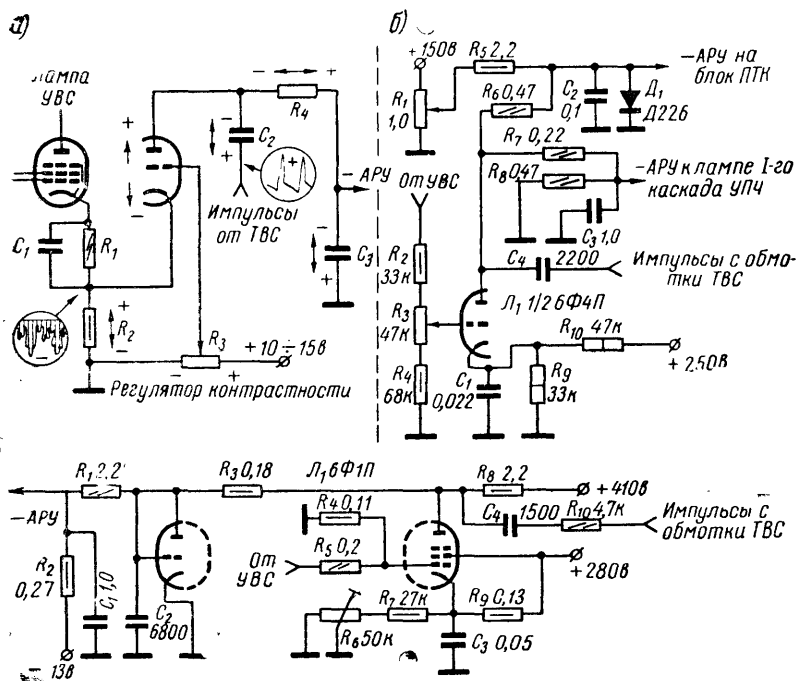 а)
лампа
УВС
C1
R1
R2
C2
Импульсы
от ТВС
R4
−АРУ
C3
R3
+10÷15в
Регулятор контрастности
б)
+150в
R1
1,0
R5 2,2
−АРУ на
блок ПТК
R6 0,47
C2
0,1
Д1
Д226
R7 0,22
R8 0,47
−АРУ к лампе I-го
каскада УПЧ
C3 1,0
От УВС
R2
33к
C4
2200
Импульсы с обмо-
тки ТВС
R3
47к
Л1 1/2 6Ф4П
R10 47к
+250в
R4
68к
C1
0,022
R9
33к
R1 2,2
R3 0,18
Л1 6Ф1П
R8 2,2
+410в
−АРУ
R4 0,11
C4 1500
R10 4,7к
Импульсы с
обмотки ТВС
R5 0,2
От
УВС
+280в
R2
0,27
C1 1,0
C2
6800
R7 27к
R9 0,13
R6 50к
C3 0,05
13в